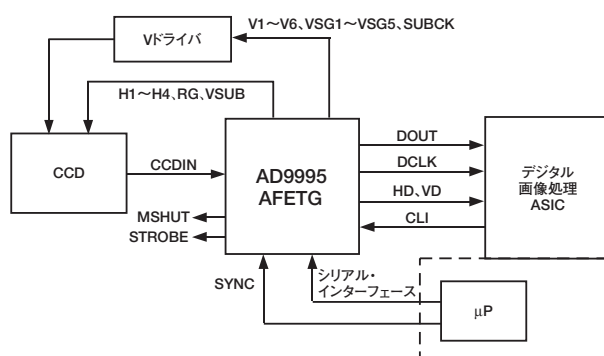 V1～V6、VSG1～VSG5、SUBCK
Vドライバ
H1～H4、RG、VSUB
CCD
CCDIN
AD9995
AFETG
DOUT
DCLK
HD、VD
CLI
デジタル
画像処理
ASIC
MSHUT
STROBE
SYNC
シリアル・
インターフェース
μP